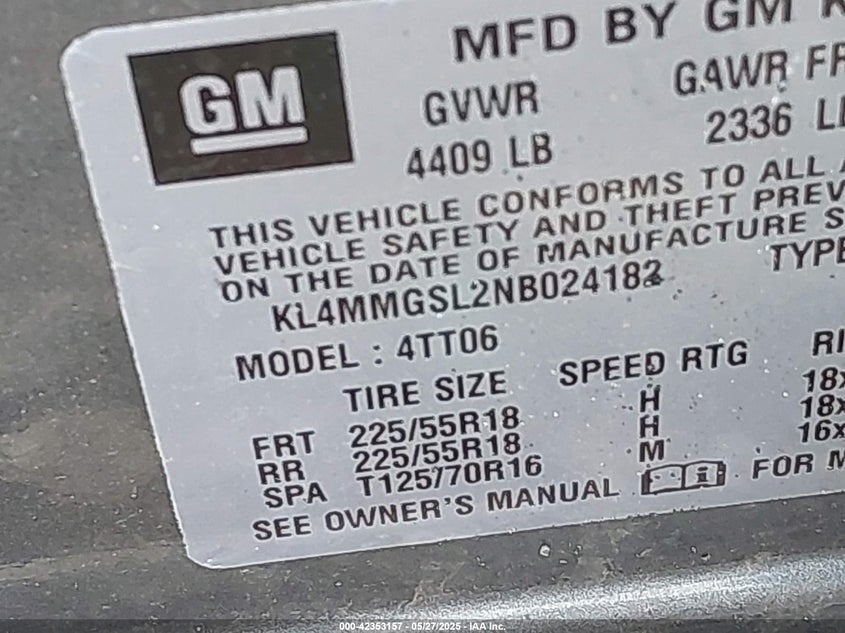 GM
MFD BY GM K
GVWR GAWR FR
4409 LB 2336 LB
THIS VEHICLE CONFORMS TO ALL A
VEHICLE SAFETY AND THEFT PREV
ON THE DATE OF MANUFACTURE S
KL4MMGSL2NB024182 TYPE
MODEL : 4TT06
TIRE SIZE SPEED RTG RI
FRT 225/55R18 H 18x
RR 225/55R18 H 18x
SPA T125/70R16 M 16x
SEE OWNER'S MANUAL i FOR M
000-42353157 - 05/27/2025 - IAA Inc.